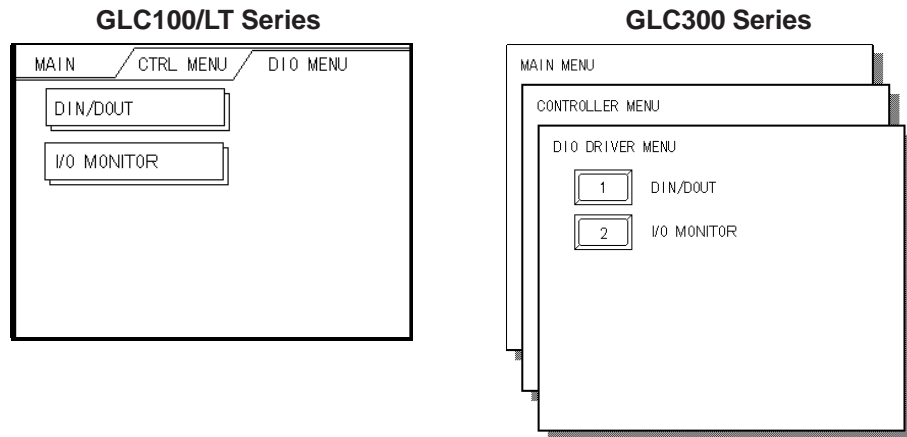 GLC100/LT Series
MAIN
CTRL MENU
DIO MENU
DIN/DOUT
I/O MONITOR
GLC300 Series
MAIN MENU
CONTROLLER MENU
DIO DRIVER MENU
1 DIN/DOUT
2 I/O MONITOR